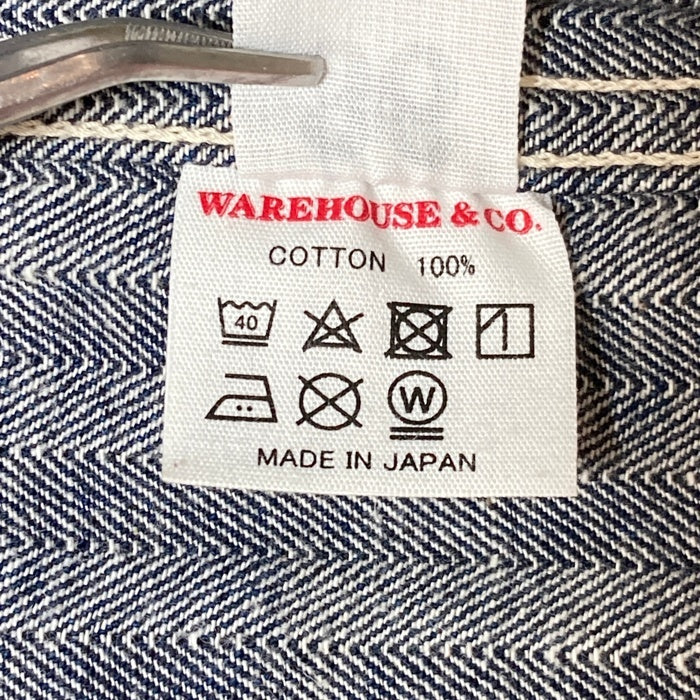 WAREHOUSE & CO.
COTTON 100%
40
W
MADE IN JAPAN